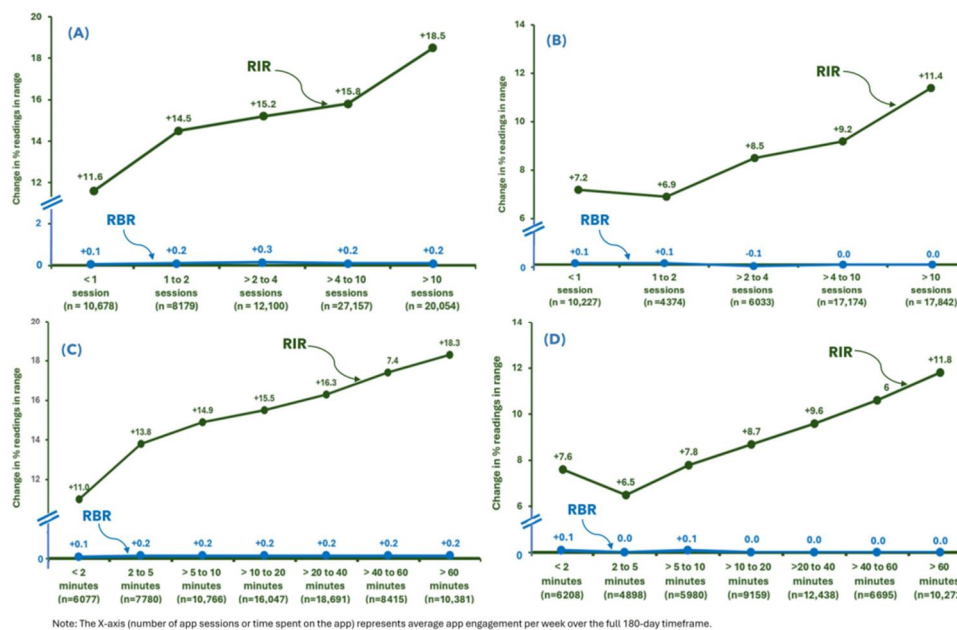 (A)
Change in % readings in range
20
18
16
14
12
2
0
+11.6
+14.5
+15.2
+15.8
+18.5
RIR
RBR
+0.1
+0.2
+0.3
+0.2
+0.2
< 1 session (n = 10,678)
1 to 2 sessions (n =8179)
> 2 to 4 sessions (n = 12,100)
> 4 to 10 sessions (n =27,157)
>10 sessions (n = 20,054)
(B)
Change in % readings in range
14
12
10
8
6
0
+7.2
+6.9
+8.5
+9.2
+11.4
RIR
RBR
+0.1
+0.1
-0.1
0.0
0.0
<1 session (n = 10,227)
1 to 2 sessions (n=4374)
> 2 to 4 sessions (n = 6033)
> 4 to 10 sessions (n =17,174)
> 10 sessions (n = 17,842)
(C)
Change in % readings in range
20
18
16
14
12
0
+11.0
+13.8
+14.9
+15.5
+16.3
7.4
+18.3
RIR
RBR
+0.1
+0.2
+0.2
+0.2
+0.2
+0.2
+0.2
< 2 minutes (n=6077)
2 to 5 minutes (n=7780)
> 5 to 10 minutes (n=10,766)
> 10 to 20 minutes (n=16,047)
> 20 to 40 minutes (n=18,691)
> 40 to 60 minutes (n=8415)
> 60 minutes (n=10,381)
(D)
Change in % readings in range
14
12
10
8
6
0
+7.6
+6.5
+7.8
+8.7
+9.6
6
+11.8
RIR
RBR
+0.1
0.0
+0.1
0.0
0.0
0.0
0.0
< 2 minutes (n=6208)
2 to 5 minutes (n=4898)
> 5 to 10 minutes (n=5980)
> 10 to 20 minutes (n=9159)
>20 to 40 minutes (n=12,438)
> 40 to 60 minutes (n=6695)
> 60 minutes
Note: The X-axis (number of app sessions or time spent on the app) represents average app engagement per week over the full 180-day timeframe.